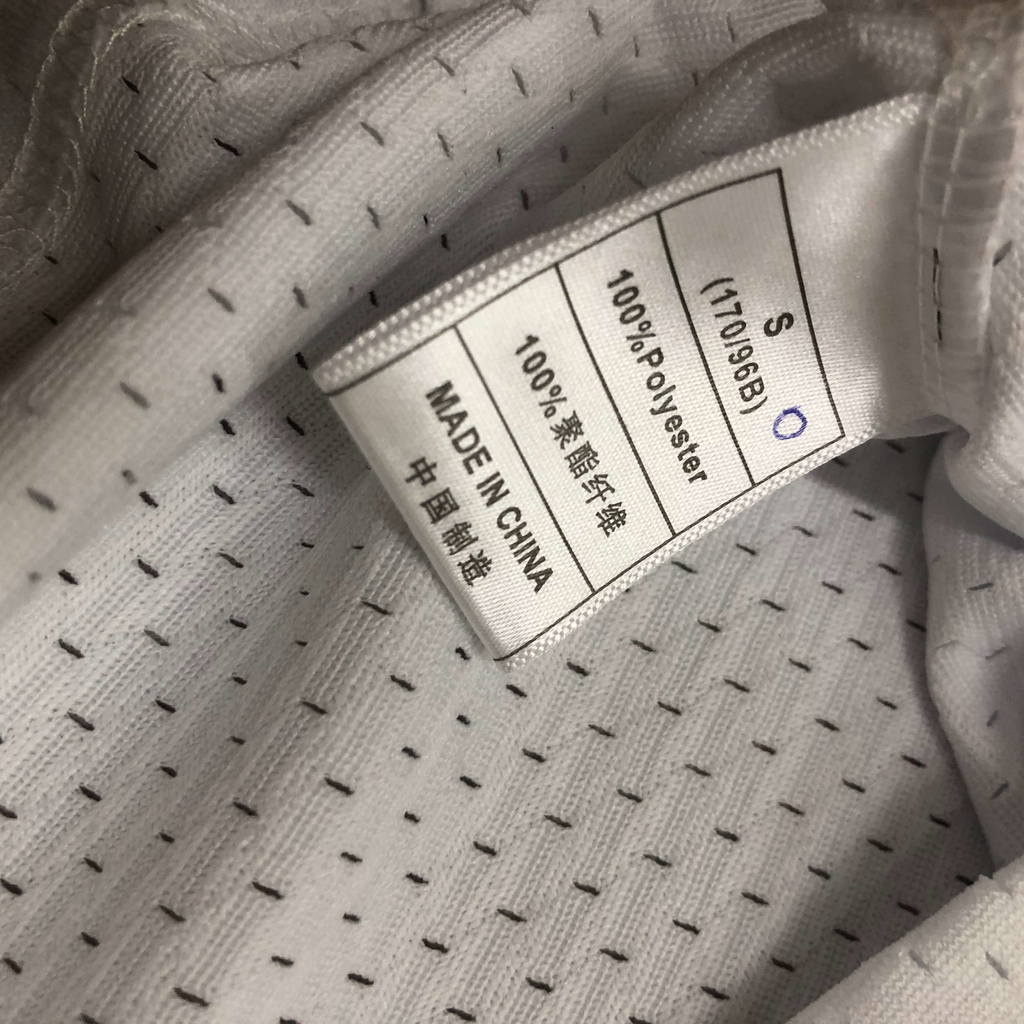 S
(170/96B)
100%Polyester
100%聚酯纤维
MADE IN CHINA
中国制造